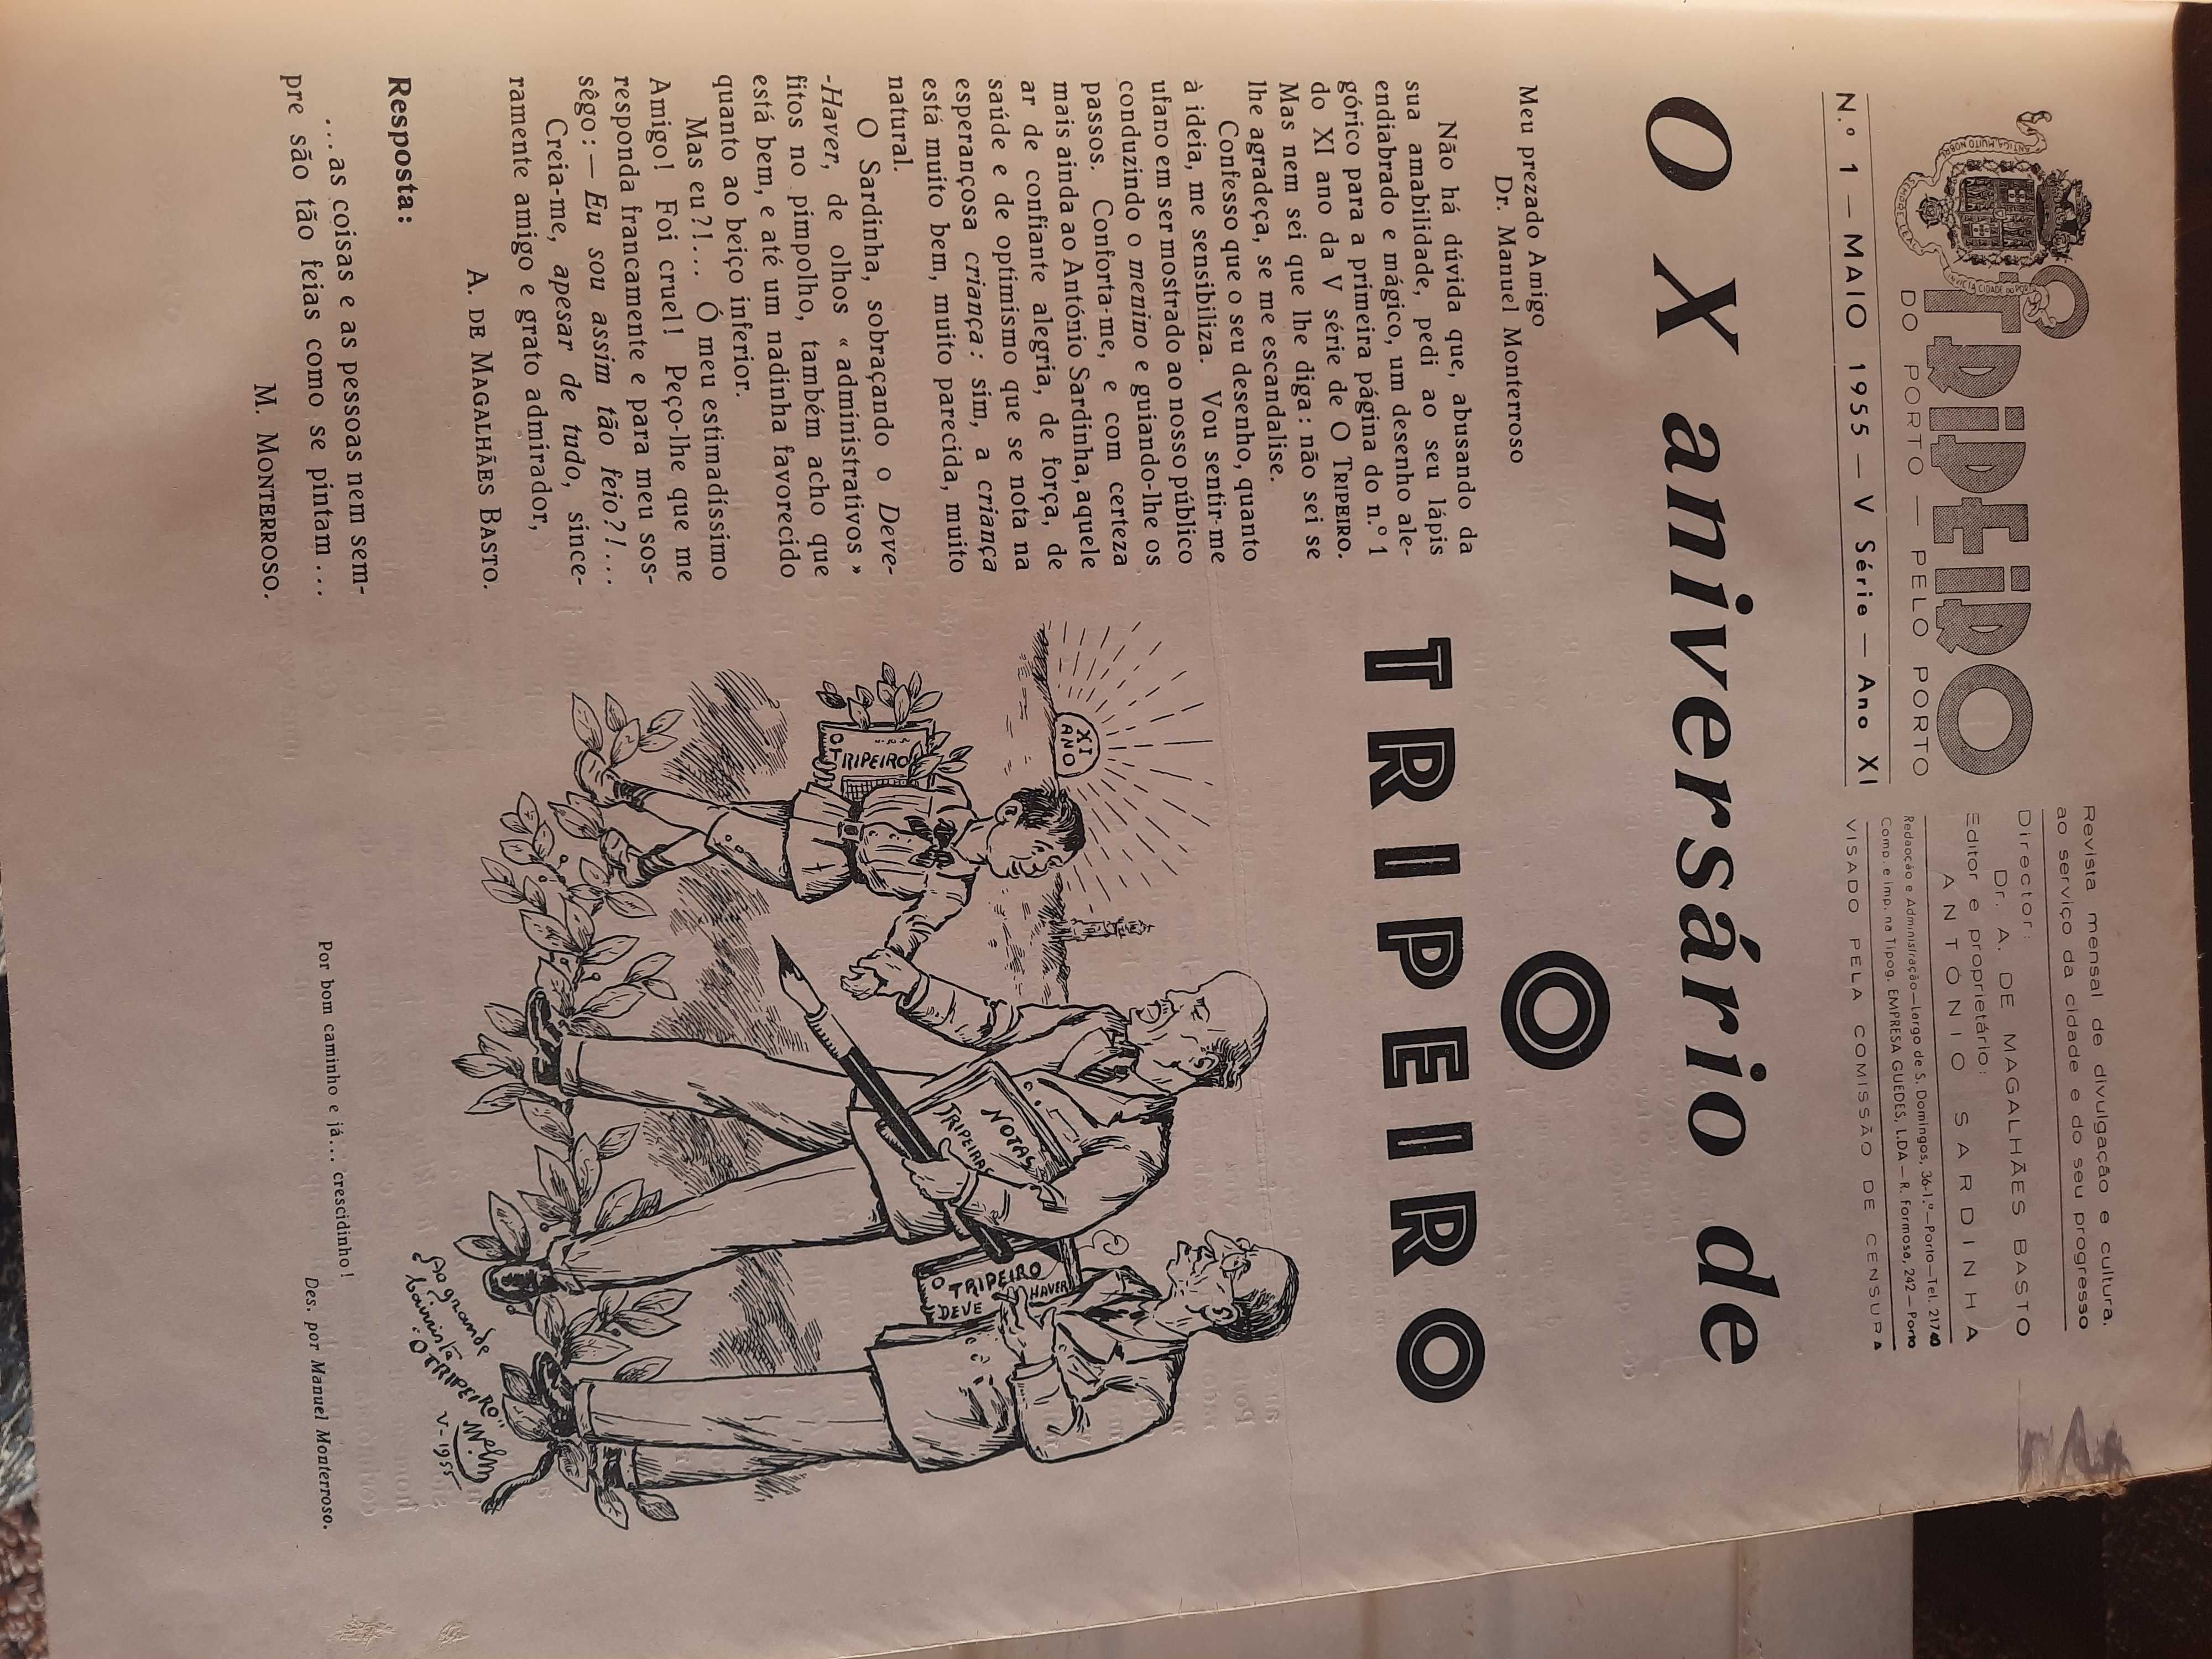 O TRIPEIRO
DO PORTO — PELO PORTO
ANTIGA MUITO NOBRE
SEMPRE LEAL
INVICTA CIDADE DO PORTO
N.º 1 — MAIO 1955 — V Série — Ano XI
Revista mensal de divulgação e cultura.
ao serviço da cidade e do seu progresso
Director:
Dr. A. DE MAGALHÃES BASTO
Editor e proprietário:
ANTÓNIO SARDINHA
Redacção e Administração—Largo de S. Domingos, 36-1.º—Porto—Tel. 21740
Comp. e imp. na Tipog. EMPRESA GUEDES, L.DA — R. Formosa, 242 — Porto
VISADO PELA COMISSÃO DE CENSURA
O X aniversário de
O
TRIPEIRO
Meu prezado Amigo
Dr. Manuel Monterroso
Não há dúvida que, abusando da
sua amabilidade, pedi ao seu lápis
endiabrado e mágico, um desenho ale-
górico para a primeira página do n.º 1
do XI ano da V série de O TRIPEIRO.
Mas nem sei que lhe diga: não sei se
lhe agradeça, se me escandalise.
Confesso que o seu desenho, quanto
à ideia, me sensibiliza. Vou sentir-me
ufano em ser mostrado ao nosso público
conduzindo o menino e guiando-lhe os
passos. Conforta-me, e com certeza
mais ainda ao António Sardinha, aquele
ar de confiante alegria, de força, de
saúde e de optimismo que se nota na
esperançosa criança: sim, a criança
está muito bem, muito parecida, muito
natural.
O Sardinha, sobraçando o Deve-
-Haver, de olhos « administrativos »
fitos no pimpolho, também acho que
está bem, e até um nadinha favorecido
quanto ao beiço inferior.
Mas eu?!... Ó meu estimadíssimo
Amigo! Foi cruel! Peço-lhe que me
responda francamente e para meu sos-
sêgo: — Eu sou assim tão feio?!...
Creia-me, apesar de tudo, since-
ramente amigo e grato admirador,
A. DE MAGALHÃES BASTO.
Resposta:
...as coisas e as pessoas nem sem-
pre são tão feias como se pintam...
M. MONTERROSO.
XI
ANO
O
TRIPEIRO
NOTAS
TRIPEIRAS
O
TRIPEIRO
DEVE
HAVER
Ao grande
bairrista
"O TRIPEIRO"
V-1955
Por bom caminho e já... crescidinho!
Des. por Manuel Monterroso.